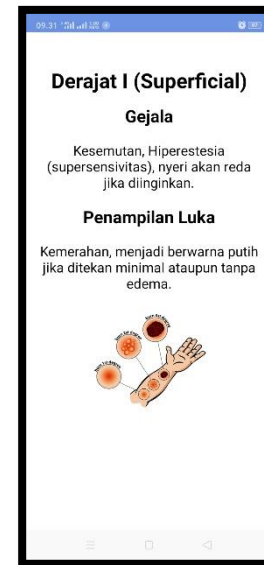 09.31
Derajat I (Superficial)
Gejala
Kesemutan, Hiperestesia
(supersensivitas), nyeri akan reda
jika diinginkan.
Penampilan Luka
Kemerahan, menjadi berwarna putih
jika ditekan minimal ataupun tanpa
edema.